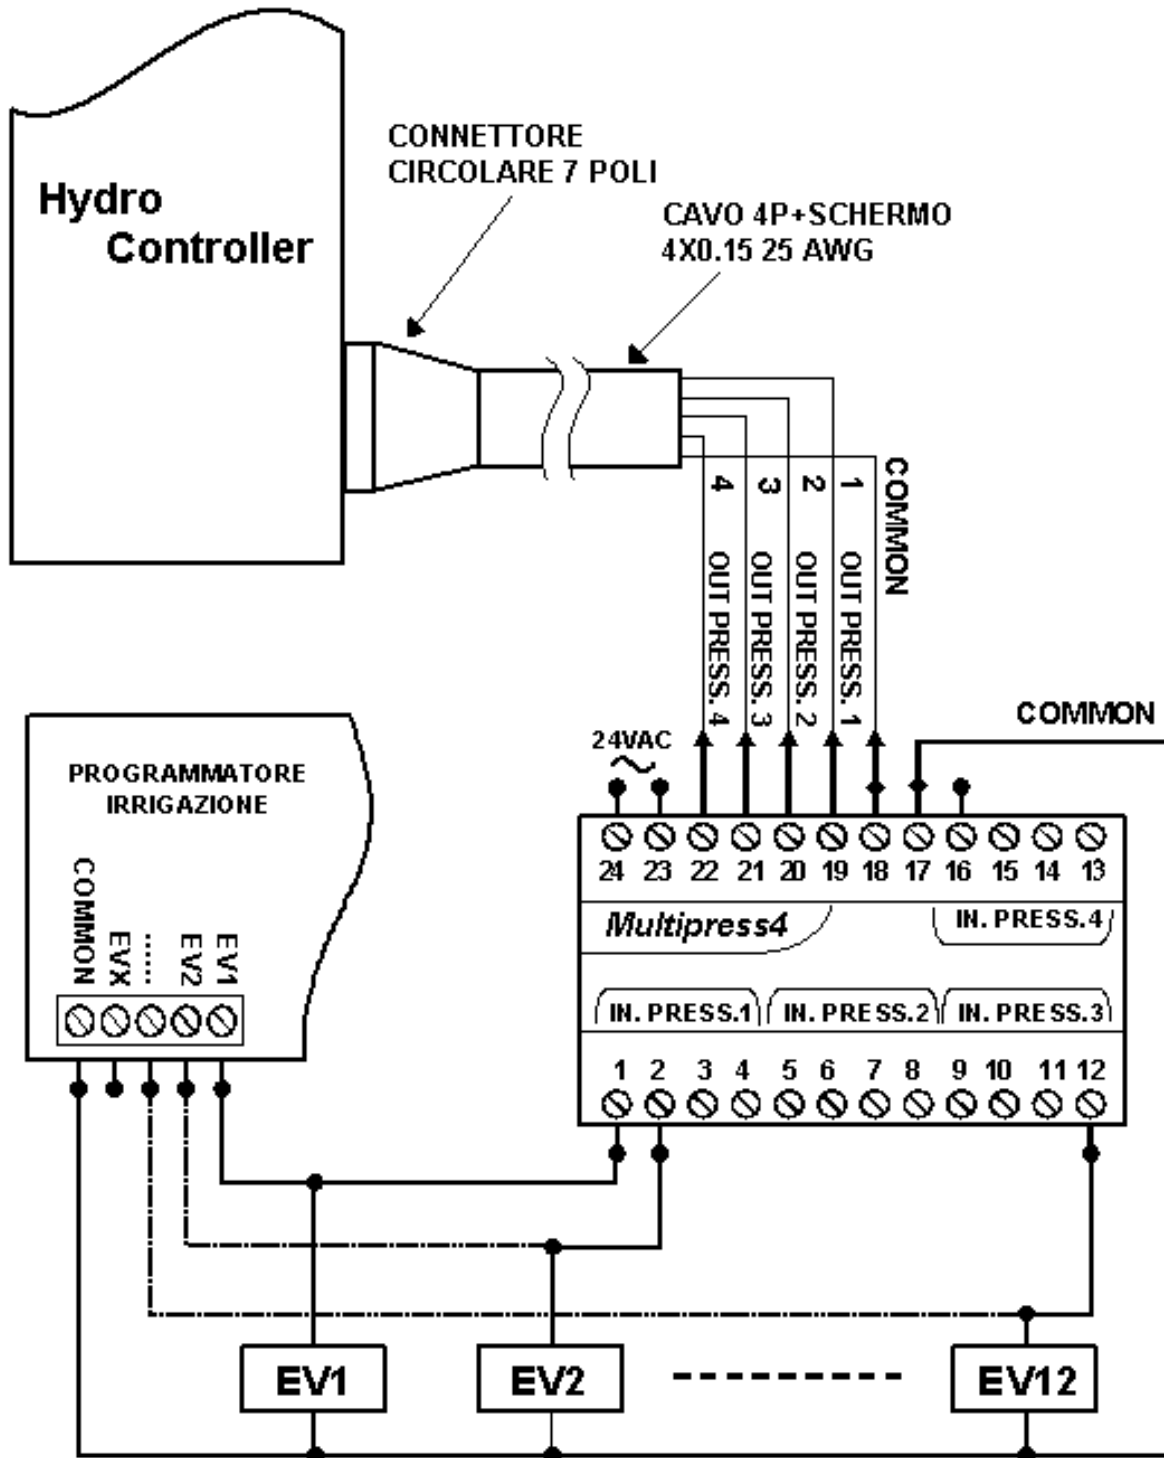 CONNETTORE
CIRCOLARE 7 POLI
Hydro
Controller
CAVO 4P+SCHERMO
4X0.15 25 AWG
4 3 2 1
COMMON
OUT PRESS. 4
OUT PRESS. 3
OUT PRESS. 2
OUT PRESS. 1
COMMON
24VAC
PROGRAMMATORE
IRRIGAZIONE
COMMON
EVX
......
EV2
EV1
24 23 22 21 20 19 18 17 16 15 14 13
Multipress4
IN. PRESS.4
IN. PRESS.1
IN. PRESS.2
IN. PRESS.3
1 2 3 4 5 6 7 8 9 10 11 12
EV1
EV2
EV12